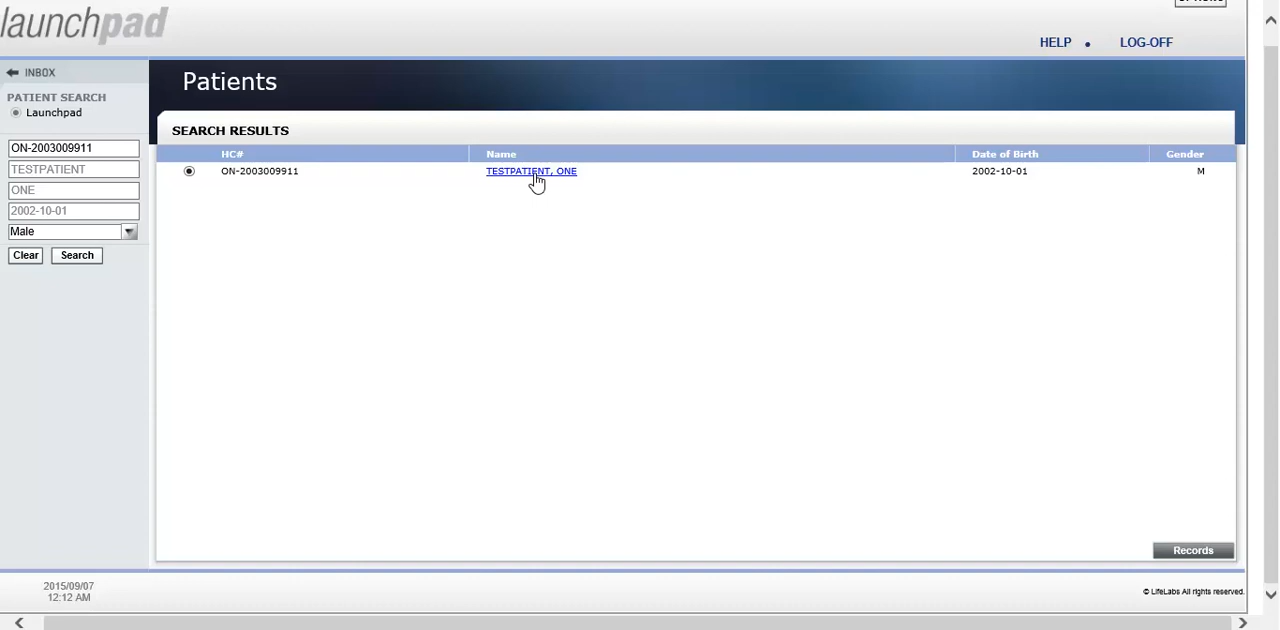 launchpad
HELP • LOG-OFF
INBOX
PATIENT SEARCH
Launchpad
ON-2003009911
TESTPATIENT
ONE
2002-10-01
Male
Clear Search
Patients
SEARCH RESULTS
HC# Name Date of Birth Gender
ON-2003009911 TESTPATIENT, ONE 2002-10-01 M
Records
2015/09/07
12:12 AM
© LifeLabs All rights reserved.